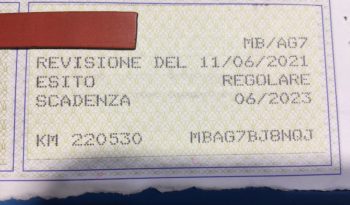 MB/AG7
REVISIONE DEL 11/06/2021
ESITO REGOLARE
SCADENZA 06/2023
KM 220530 MBAG7BJ8NQJ